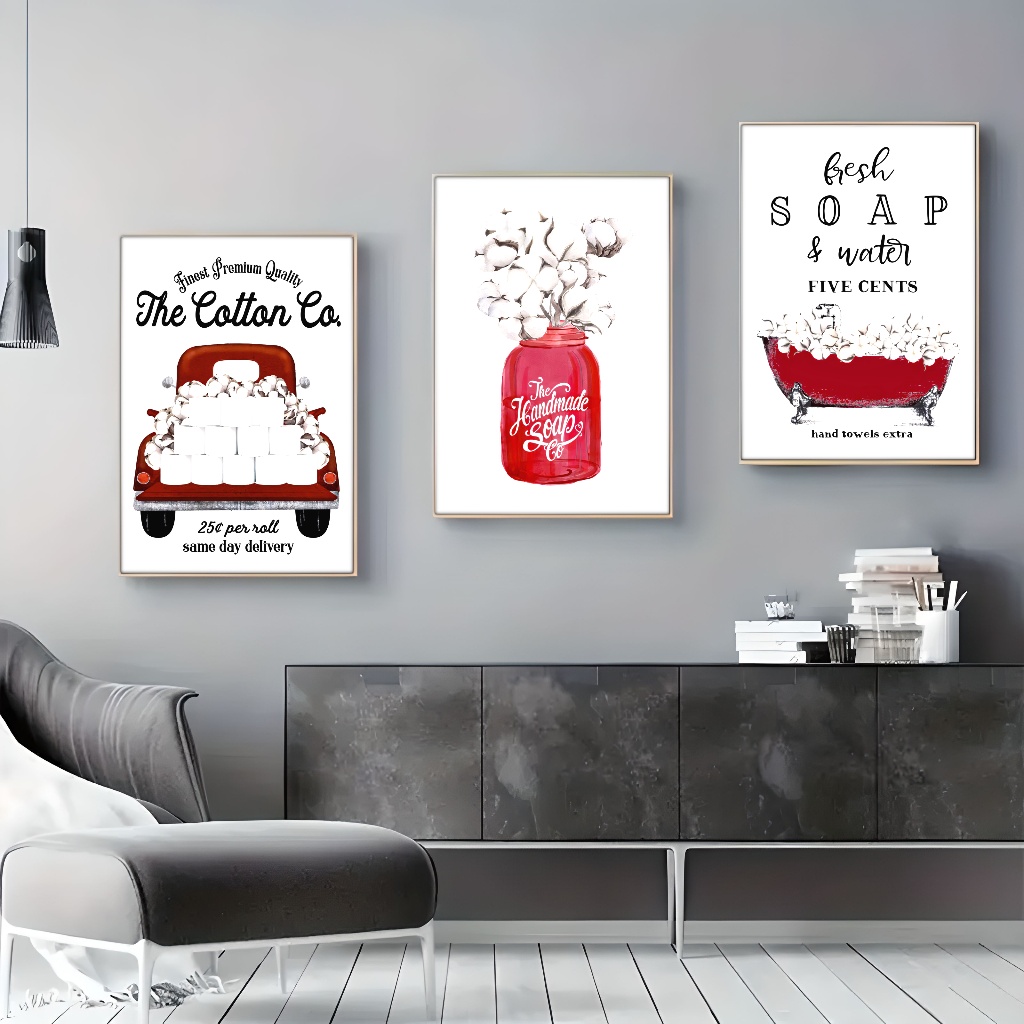 Finest Premium Quality
The Cotton Co.
25¢ per roll
same day delivery
The
Handmade
Soap
Co
fresh
SOAP
& water
FIVE CENTS
hand towels extra